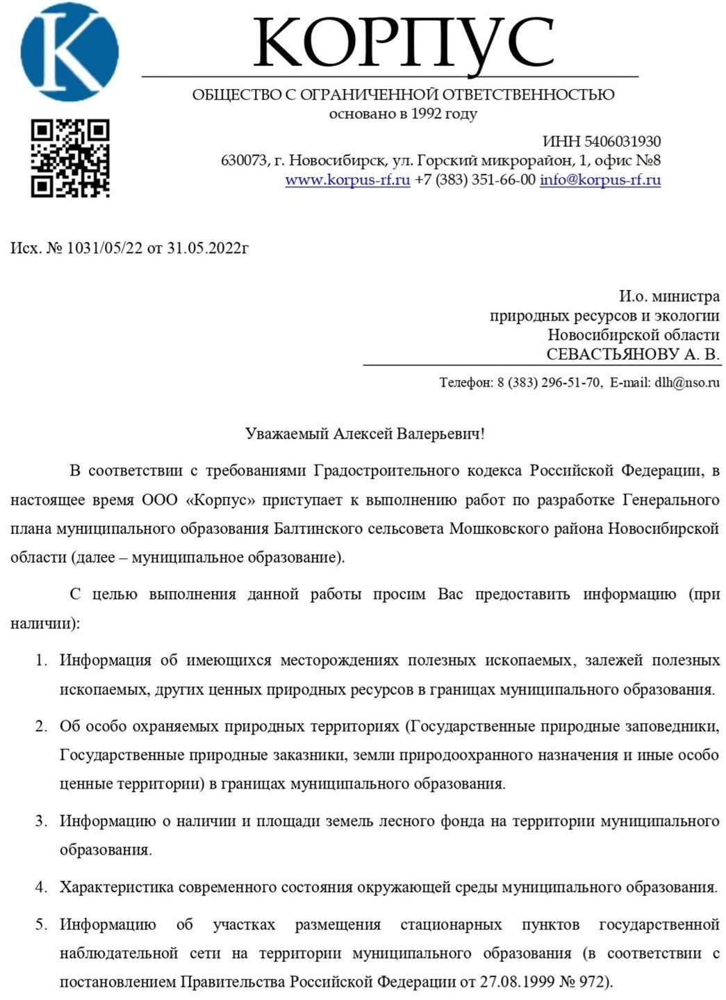 К
КОРПУС
ОБЩЕСТВО С ОГРАНИЧЕННОЙ ОТВЕТСТВЕННОСТЬЮ
основано в 1992 году
ИНН 5406031930
630073, г. Новосибирск, ул. Горский микрорайон, 1, офис №8
www.korpus-rf.ru +7 (383) 351-66-00 info@korpus-rf.ru
Исх. № 1031/05/22 от 31.05.2022г
И.о. министра
природных ресурсов и экологии
Новосибирской области
СЕВАСТЬЯНОВУ А. В.
Телефон: 8 (383) 296-51-70, E-mail: dlh@nso.ru
Уважаемый Алексей Валерьевич!
В соответствии с требованиями Градостроительного кодекса Российской Федерации, в
настоящее время ООО «Корпус» приступает к выполнению работ по разработке Генерального
плана муниципального образования Балтинского сельсовета Мошковского района Новосибирской
области (далее – муниципальное образование).
С целью выполнения данной работы просим Вас предоставить информацию (при
наличии):
1. Информация об имеющихся месторождениях полезных ископаемых, залежей полезных
ископаемых, других ценных природных ресурсов в границах муниципального образования.
2. Об особо охраняемых природных территориях (Государственные природные заповедники,
Государственные природные заказники, земли природоохранного назначения и иные особо
ценные территории) в границах муниципального образования.
3. Информацию о наличии и площади земель лесного фонда на территории муниципального
образования.
4. Характеристика современного состояния окружающей среды муниципального образования.
5. Информацию об участках размещения стационарных пунктов государственной
наблюдательной сети на территории муниципального образования (в соответствии с
постановлением Правительства Российской Федерации от 27.08.1999 № 972).